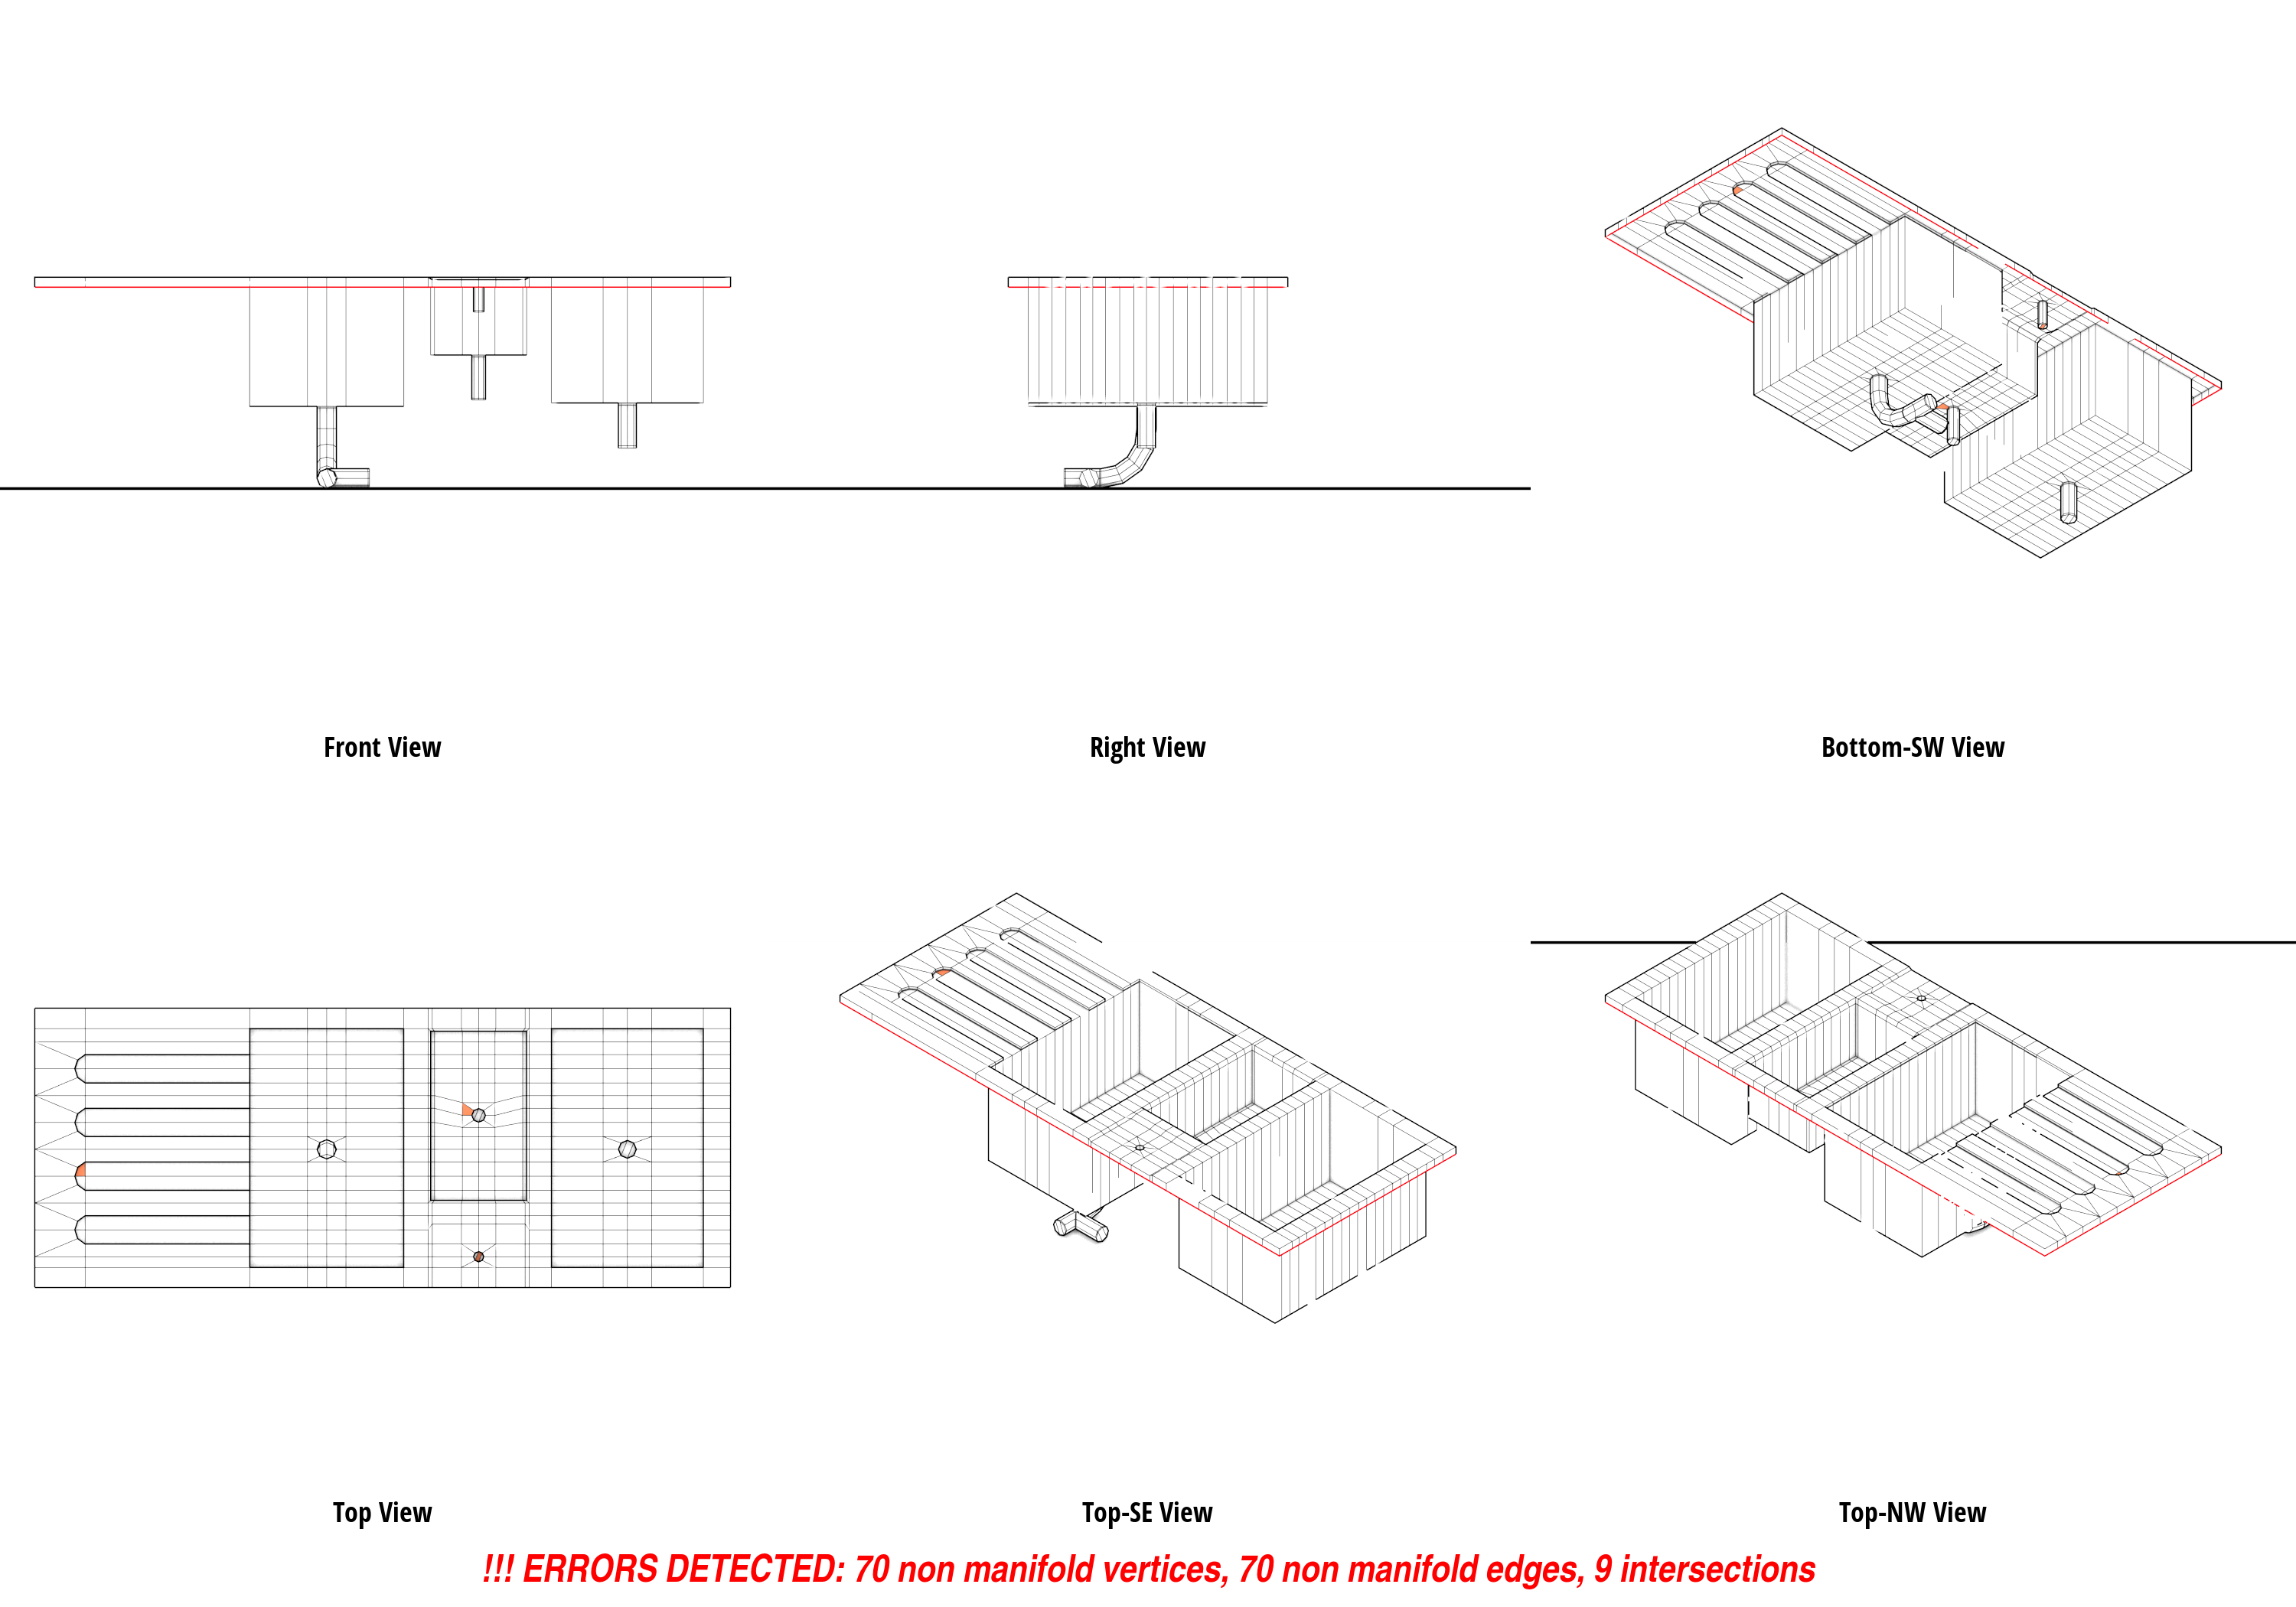 Front View
Right View
Bottom-SW View
Top View
Top-SE View
Top-NW View
!!! ERRORS DETECTED: 70 non manifold vertices, 70 non manifold edges, 9 intersections